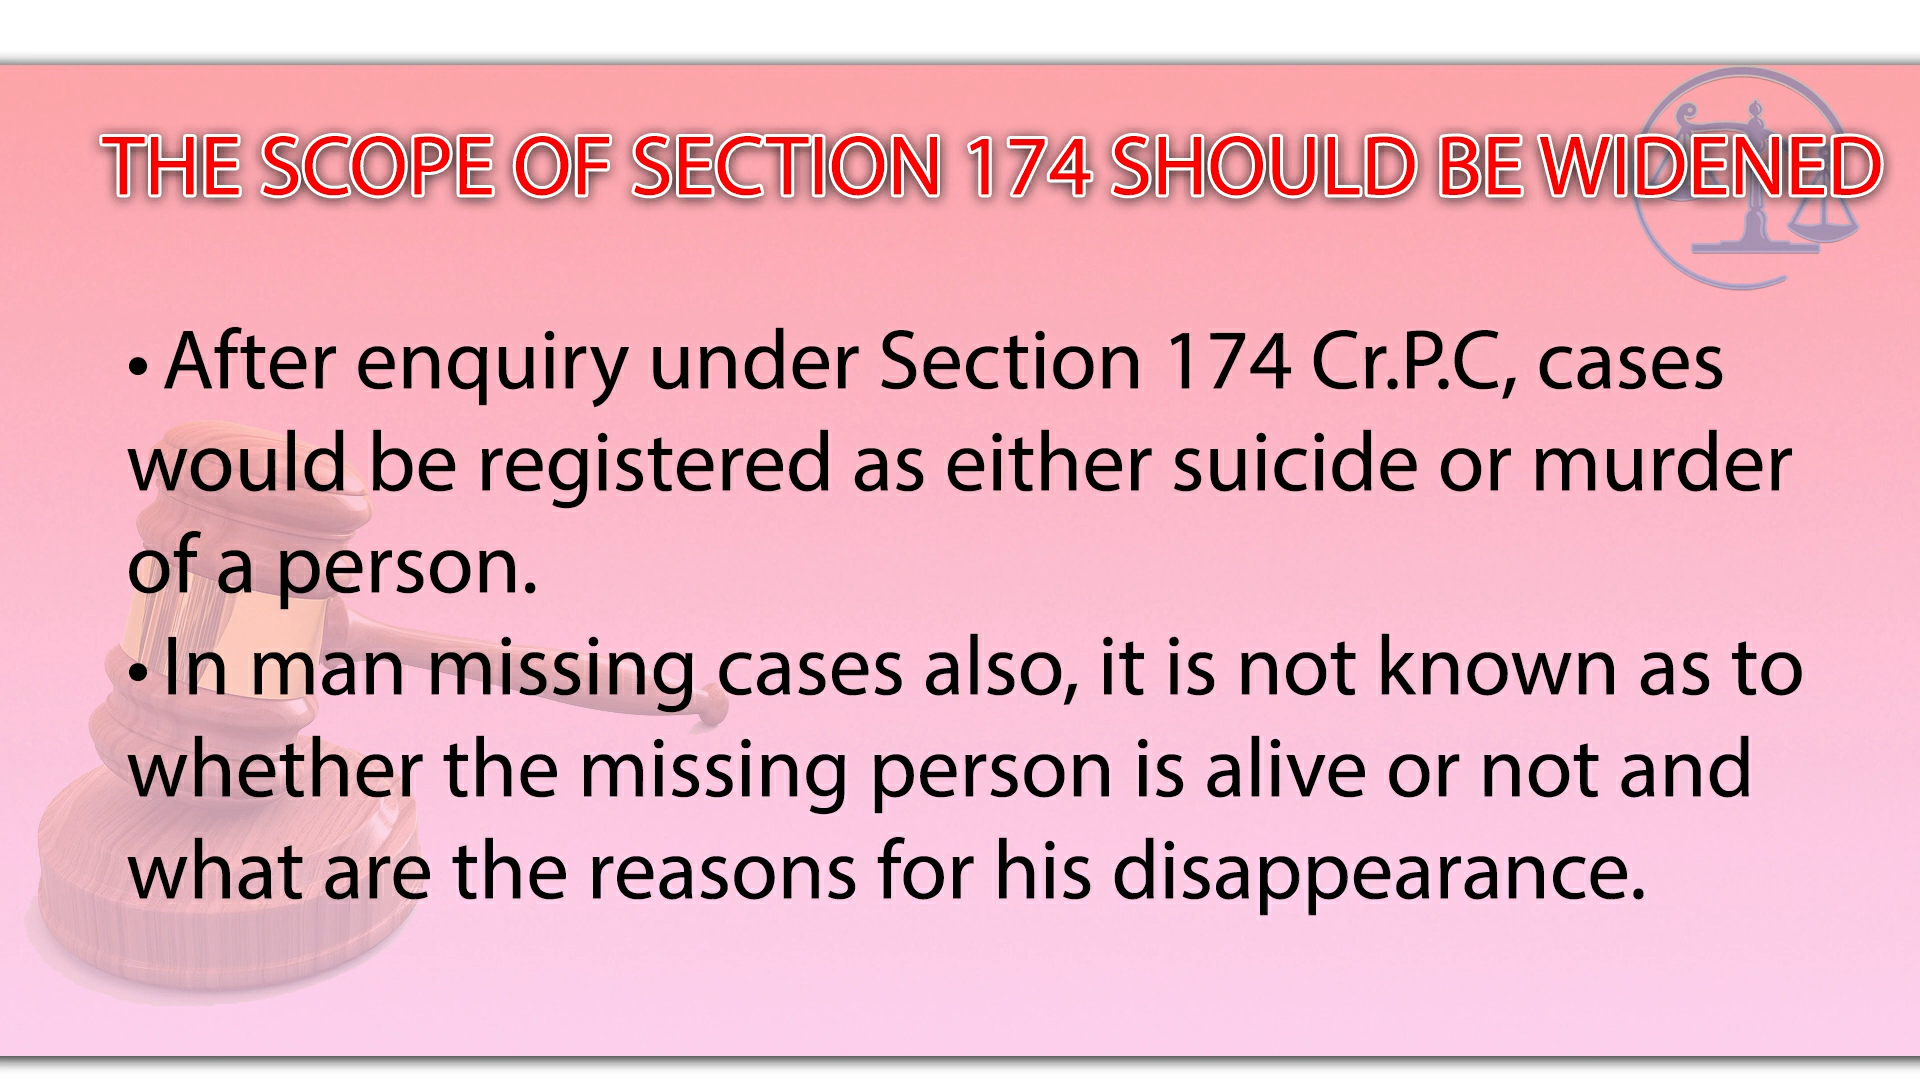 THE SCOPE OF SECTION 174 SHOULD BE WIDENED
• After enquiry under Section 174 Cr.P.C, cases
would be registered as either suicide or murder
of a person.
• In man missing cases also, it is not known as to
whether the missing person is alive or not and
what are the reasons for his disappearance.